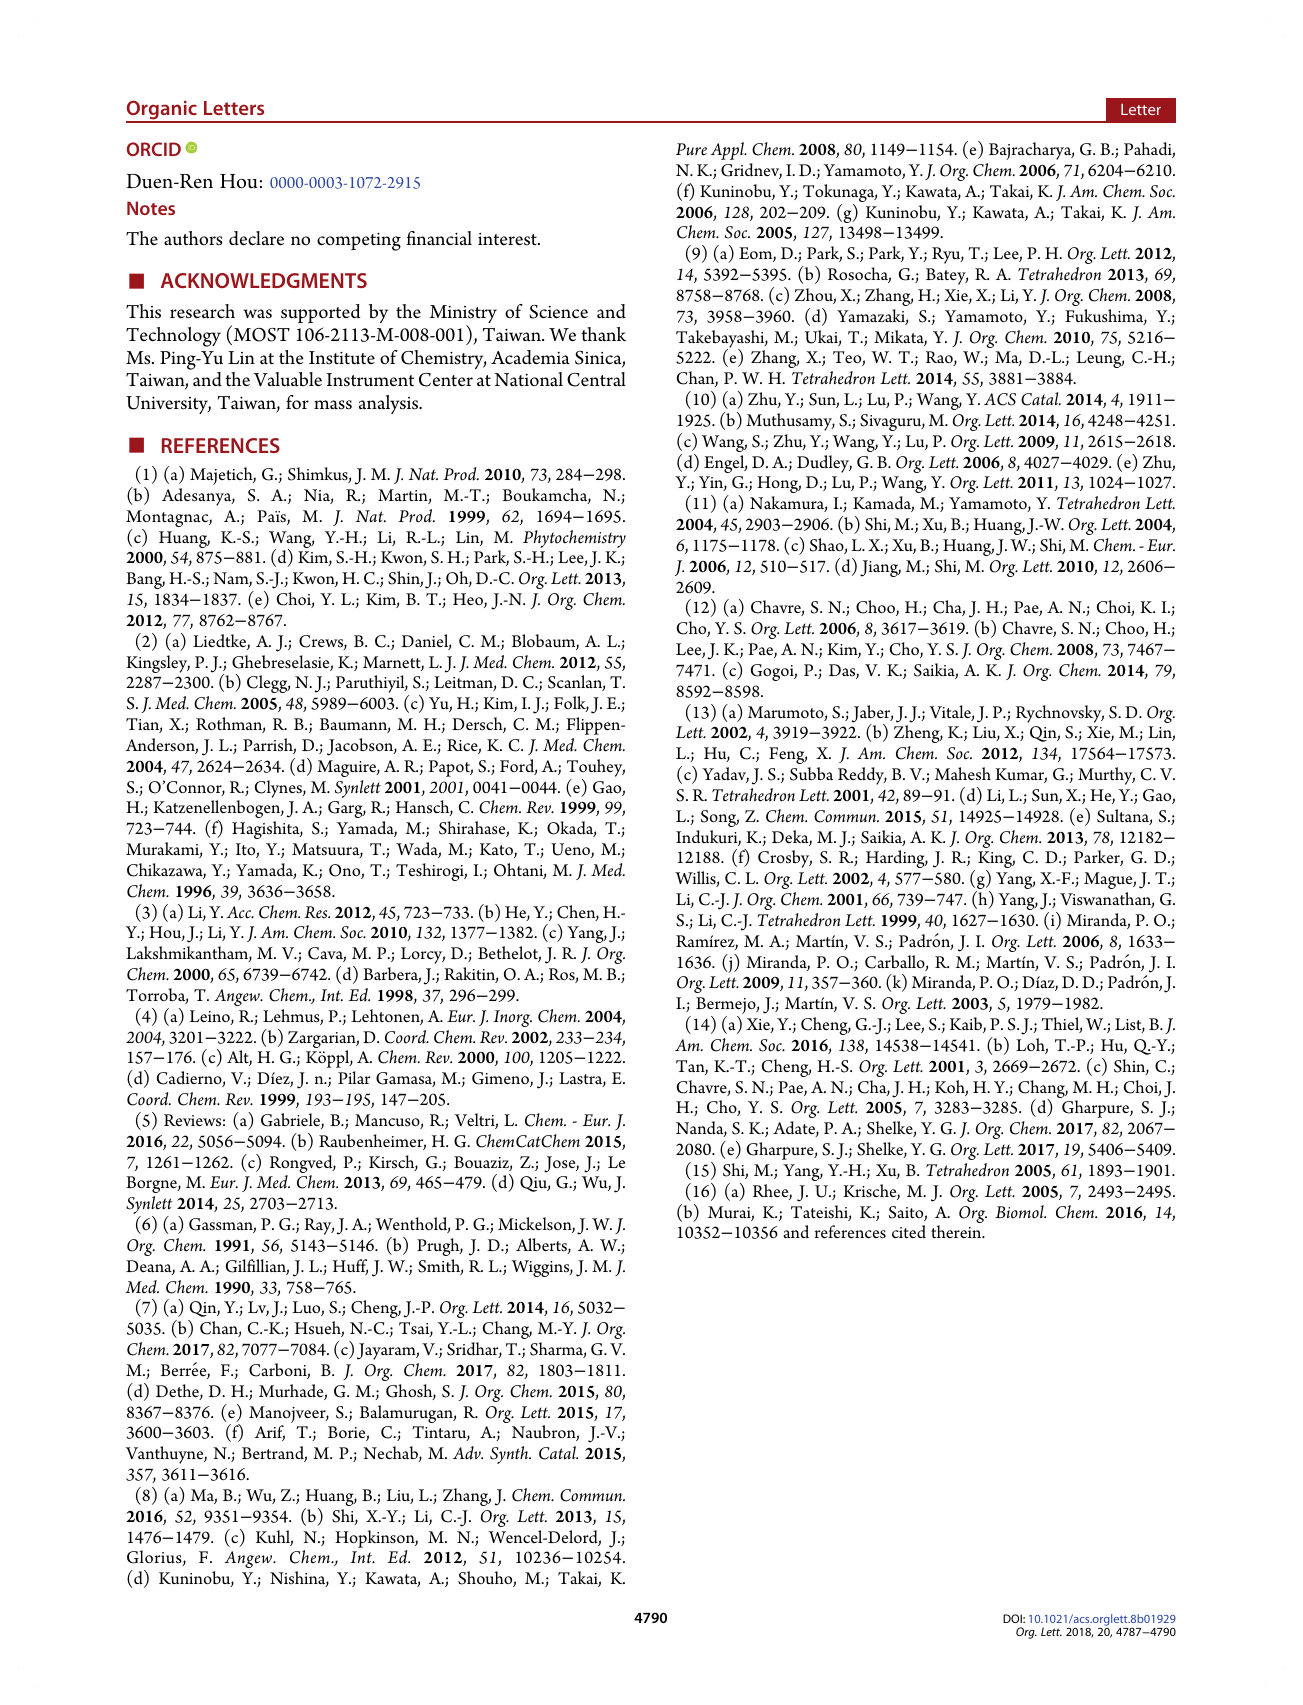 Organic Letters
Letter
ORCID
Duen-Ren Hou: 0000-0003-1072-2915
Notes
The authors declare no competing financial interest.
■ ACKNOWLEDGMENTS
This research was supported by the Ministry of Science and
Technology (MOST 106-2113-M-008-001), Taiwan. We thank
Ms. Ping-Yu Lin at the Institute of Chemistry, Academia Sinica,
Taiwan, and the Valuable Instrument Center at National Central
University, Taiwan, for mass analysis.
■ REFERENCES
(1) (a) Majetich, G.; Shimkus, J. M. J. Nat. Prod. 2010, 73, 284−298.
(b) Adesanya, S. A.; Nia, R.; Martin, M.-T.; Boukamcha, N.;
Montagnac, A.; Païs, M. J. Nat. Prod. 1999, 62, 1694−1695.
(c) Huang, K.-S.; Wang, Y.-H.; Li, R.-L.; Lin, M. Phytochemistry
2000, 54, 875−881. (d) Kim, S.-H.; Kwon, S. H.; Park, S.-H.; Lee, J. K.;
Bang, H.-S.; Nam, S.-J.; Kwon, H. C.; Shin, J.; Oh, D.-C. Org. Lett. 2013,
15, 1834−1837. (e) Choi, Y. L.; Kim, B. T.; Heo, J.-N. J. Org. Chem.
2012, 77, 8762−8767.
(2) (a) Liedtke, A. J.; Crews, B. C.; Daniel, C. M.; Blobaum, A. L.;
Kingsley, P. J.; Ghebreselasie, K.; Marnett, L. J. J. Med. Chem. 2012, 55,
2287−2300. (b) Clegg, N. J.; Paruthiyil, S.; Leitman, D. C.; Scanlan, T.
S. J. Med. Chem. 2005, 48, 5989−6003. (c) Yu, H.; Kim, I. J.; Folk, J. E.;
Tian, X.; Rothman, R. B.; Baumann, M. H.; Dersch, C. M.; Flippen-
Anderson, J. L.; Parrish, D.; Jacobson, A. E.; Rice, K. C. J. Med. Chem.
2004, 47, 2624−2634. (d) Maguire, A. R.; Papot, S.; Ford, A.; Touhey,
S.; O’Connor, R.; Clynes, M. Synlett 2001, 2001, 0041−0044. (e) Gao,
H.; Katzenellenbogen, J. A.; Garg, R.; Hansch, C. Chem. Rev. 1999, 99,
723−744. (f) Hagishita, S.; Yamada, M.; Shirahase, K.; Okada, T.;
Murakami, Y.; Ito, Y.; Matsuura, T.; Wada, M.; Kato, T.; Ueno, M.;
Chikazawa, Y.; Yamada, K.; Ono, T.; Teshirogi, I.; Ohtani, M. J. Med.
Chem. 1996, 39, 3636−3658.
(3) (a) Li, Y. Acc. Chem. Res. 2012, 45, 723−733. (b) He, Y.; Chen, H.-
Y.; Hou, J.; Li, Y. J. Am. Chem. Soc. 2010, 132, 1377−1382. (c) Yang, J.;
Lakshmikantham, M. V.; Cava, M. P.; Lorcy, D.; Bethelot, J. R. J. Org.
Chem. 2000, 65, 6739−6742. (d) Barbera, J.; Rakitin, O. A.; Ros, M. B.;
Torroba, T. Angew. Chem., Int. Ed. 1998, 37, 296−299.
(4) (a) Leino, R.; Lehmus, P.; Lehtonen, A. Eur. J. Inorg. Chem. 2004,
2004, 3201−3222. (b) Zargarian, D. Coord. Chem. Rev. 2002, 233−234,
157−176. (c) Alt, H. G.; Köppl, A. Chem. Rev. 2000, 100, 1205−1222.
(d) Cadierno, V.; Díez, J. n.; Pilar Gamasa, M.; Gimeno, J.; Lastra, E.
Coord. Chem. Rev. 1999, 193−195, 147−205.
(5) Reviews: (a) Gabriele, B.; Mancuso, R.; Veltri, L. Chem. - Eur. J.
2016, 22, 5056−5094. (b) Raubenheimer, H. G. ChemCatChem 2015,
7, 1261−1262. (c) Rongved, P.; Kirsch, G.; Bouaziz, Z.; Jose, J.; Le
Borgne, M. Eur. J. Med. Chem. 2013, 69, 465−479. (d) Qiu, G.; Wu, J.
Synlett 2014, 25, 2703−2713.
(6) (a) Gassman, P. G.; Ray, J. A.; Wenthold, P. G.; Mickelson, J. W. J.
Org. Chem. 1991, 56, 5143−5146. (b) Prugh, J. D.; Alberts, A. W.;
Deana, A. A.; Gilfillian, J. L.; Huff, J. W.; Smith, R. L.; Wiggins, J. M. J.
Med. Chem. 1990, 33, 758−765.
(7) (a) Qin, Y.; Lv, J.; Luo, S.; Cheng, J.-P. Org. Lett. 2014, 16, 5032−
5035. (b) Chan, C.-K.; Hsueh, N.-C.; Tsai, Y.-L.; Chang, M.-Y. J. Org.
Chem. 2017, 82, 7077−7084. (c) Jayaram, V.; Sridhar, T.; Sharma, G. V.
M.; Berrée, F.; Carboni, B. J. Org. Chem. 2017, 82, 1803−1811.
(d) Dethe, D. H.; Murhade, G. M.; Ghosh, S. J. Org. Chem. 2015, 80,
8367−8376. (e) Manojveer, S.; Balamurugan, R. Org. Lett. 2015, 17,
3600−3603. (f) Arif, T.; Borie, C.; Tintaru, A.; Naubron, J.-V.;
Vanthuyne, N.; Bertrand, M. P.; Nechab, M. Adv. Synth. Catal. 2015,
357, 3611−3616.
(8) (a) Ma, B.; Wu, Z.; Huang, B.; Liu, L.; Zhang, J. Chem. Commun.
2016, 52, 9351−9354. (b) Shi, X.-Y.; Li, C.-J. Org. Lett. 2013, 15,
1476−1479. (c) Kuhl, N.; Hopkinson, M. N.; Wencel-Delord, J.;
Glorius, F. Angew. Chem., Int. Ed. 2012, 51, 10236−10254.
(d) Kuninobu, Y.; Nishina, Y.; Kawata, A.; Shouho, M.; Takai, K.
Pure Appl. Chem. 2008, 80, 1149−1154. (e) Bajracharya, G. B.; Pahadi,
N. K.; Gridnev, I. D.; Yamamoto, Y. J. Org. Chem. 2006, 71, 6204−6210.
(f) Kuninobu, Y.; Tokunaga, Y.; Kawata, A.; Takai, K. J. Am. Chem. Soc.
2006, 128, 202−209. (g) Kuninobu, Y.; Kawata, A.; Takai, K. J. Am.
Chem. Soc. 2005, 127, 13498−13499.
(9) (a) Eom, D.; Park, S.; Park, Y.; Ryu, T.; Lee, P. H. Org. Lett. 2012,
14, 5392−5395. (b) Rosocha, G.; Batey, R. A. Tetrahedron 2013, 69,
8758−8768. (c) Zhou, X.; Zhang, H.; Xie, X.; Li, Y. J. Org. Chem. 2008,
73, 3958−3960. (d) Yamazaki, S.; Yamamoto, Y.; Fukushima, Y.;
Takebayashi, M.; Ukai, T.; Mikata, Y. J. Org. Chem. 2010, 75, 5216−
5222. (e) Zhang, X.; Teo, W. T.; Rao, W.; Ma, D.-L.; Leung, C.-H.;
Chan, P. W. H. Tetrahedron Lett. 2014, 55, 3881−3884.
(10) (a) Zhu, Y.; Sun, L.; Lu, P.; Wang, Y. ACS Catal. 2014, 4, 1911−
1925. (b) Muthusamy, S.; Sivaguru, M. Org. Lett. 2014, 16, 4248−4251.
(c) Wang, S.; Zhu, Y.; Wang, Y.; Lu, P. Org. Lett. 2009, 11, 2615−2618.
(d) Engel, D. A.; Dudley, G. B. Org. Lett. 2006, 8, 4027−4029. (e) Zhu,
Y.; Yin, G.; Hong, D.; Lu, P.; Wang, Y. Org. Lett. 2011, 13, 1024−1027.
(11) (a) Nakamura, I.; Kamada, M.; Yamamoto, Y. Tetrahedron Lett.
2004, 45, 2903−2906. (b) Shi, M.; Xu, B.; Huang, J.-W. Org. Lett. 2004,
6, 1175−1178. (c) Shao, L. X.; Xu, B.; Huang, J. W.; Shi, M. Chem. - Eur.
J. 2006, 12, 510−517. (d) Jiang, M.; Shi, M. Org. Lett. 2010, 12, 2606−
2609.
(12) (a) Chavre, S. N.; Choo, H.; Cha, J. H.; Pae, A. N.; Choi, K. I.;
Cho, Y. S. Org. Lett. 2006, 8, 3617−3619. (b) Chavre, S. N.; Choo, H.;
Lee, J. K.; Pae, A. N.; Kim, Y.; Cho, Y. S. J. Org. Chem. 2008, 73, 7467−
7471. (c) Gogoi, P.; Das, V. K.; Saikia, A. K. J. Org. Chem. 2014, 79,
8592−8598.
(13) (a) Marumoto, S.; Jaber, J. J.; Vitale, J. P.; Rychnovsky, S. D. Org.
Lett. 2002, 4, 3919−3922. (b) Zheng, K.; Liu, X.; Qin, S.; Xie, M.; Lin,
L.; Hu, C.; Feng, X. J. Am. Chem. Soc. 2012, 134, 17564−17573.
(c) Yadav, J. S.; Subba Reddy, B. V.; Mahesh Kumar, G.; Murthy, C. V.
S. R. Tetrahedron Lett. 2001, 42, 89−91. (d) Li, L.; Sun, X.; He, Y.; Gao,
L.; Song, Z. Chem. Commun. 2015, 51, 14925−14928. (e) Sultana, S.;
Indukuri, K.; Deka, M. J.; Saikia, A. K. J. Org. Chem. 2013, 78, 12182−
12188. (f) Crosby, S. R.; Harding, J. R.; King, C. D.; Parker, G. D.;
Willis, C. L. Org. Lett. 2002, 4, 577−580. (g) Yang, X.-F.; Mague, J. T.;
Li, C.-J. J. Org. Chem. 2001, 66, 739−747. (h) Yang, J.; Viswanathan, G.
S.; Li, C.-J. Tetrahedron Lett. 1999, 40, 1627−1630. (i) Miranda, P. O.;
Ramírez, M. A.; Martín, V. S.; Padrón, J. I. Org. Lett. 2006, 8, 1633−
1636. (j) Miranda, P. O.; Carballo, R. M.; Martín, V. S.; Padrón, J. I.
Org. Lett. 2009, 11, 357−360. (k) Miranda, P. O.; Díaz, D. D.; Padrón, J.
I.; Bermejo, J.; Martín, V. S. Org. Lett. 2003, 5, 1979−1982.
(14) (a) Xie, Y.; Cheng, G.-J.; Lee, S.; Kaib, P. S. J.; Thiel, W.; List, B. J.
Am. Chem. Soc. 2016, 138, 14538−14541. (b) Loh, T.-P.; Hu, Q.-Y.;
Tan, K.-T.; Cheng, H.-S. Org. Lett. 2001, 3, 2669−2672. (c) Shin, C.;
Chavre, S. N.; Pae, A. N.; Cha, J. H.; Koh, H. Y.; Chang, M. H.; Choi, J.
H.; Cho, Y. S. Org. Lett. 2005, 7, 3283−3285. (d) Gharpure, S. J.;
Nanda, S. K.; Adate, P. A.; Shelke, Y. G. J. Org. Chem. 2017, 82, 2067−
2080. (e) Gharpure, S. J.; Shelke, Y. G. Org. Lett. 2017, 19, 5406−5409.
(15) Shi, M.; Yang, Y.-H.; Xu, B. Tetrahedron 2005, 61, 1893−1901.
(16) (a) Rhee, J. U.; Krische, M. J. Org. Lett. 2005, 7, 2493−2495.
(b) Murai, K.; Tateishi, K.; Saito, A. Org. Biomol. Chem. 2016, 14,
10352−10356 and references cited therein.
4790
DOI: 10.1021/acs.orglett.8b01929
Org. Lett. 2018, 20, 4787−4790